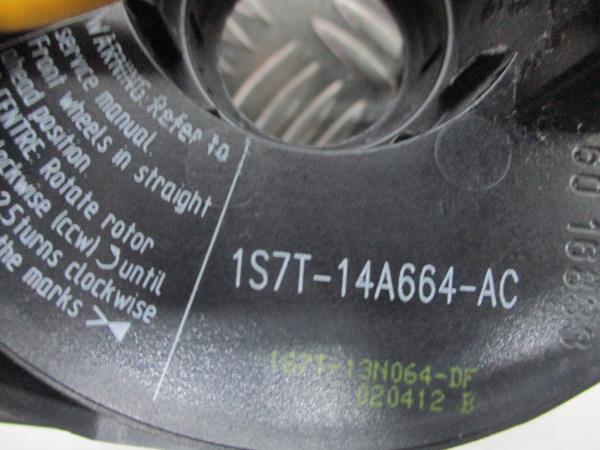 WARNING: Refer to
service manual.
Front wheels in straight
ahead position.
CENTRE: Rotate rotor
(ccw) until
2.5 turns clockwise
the marks
1S7T-14A664-AC
1S7T-13N064-DF
020412 B
60